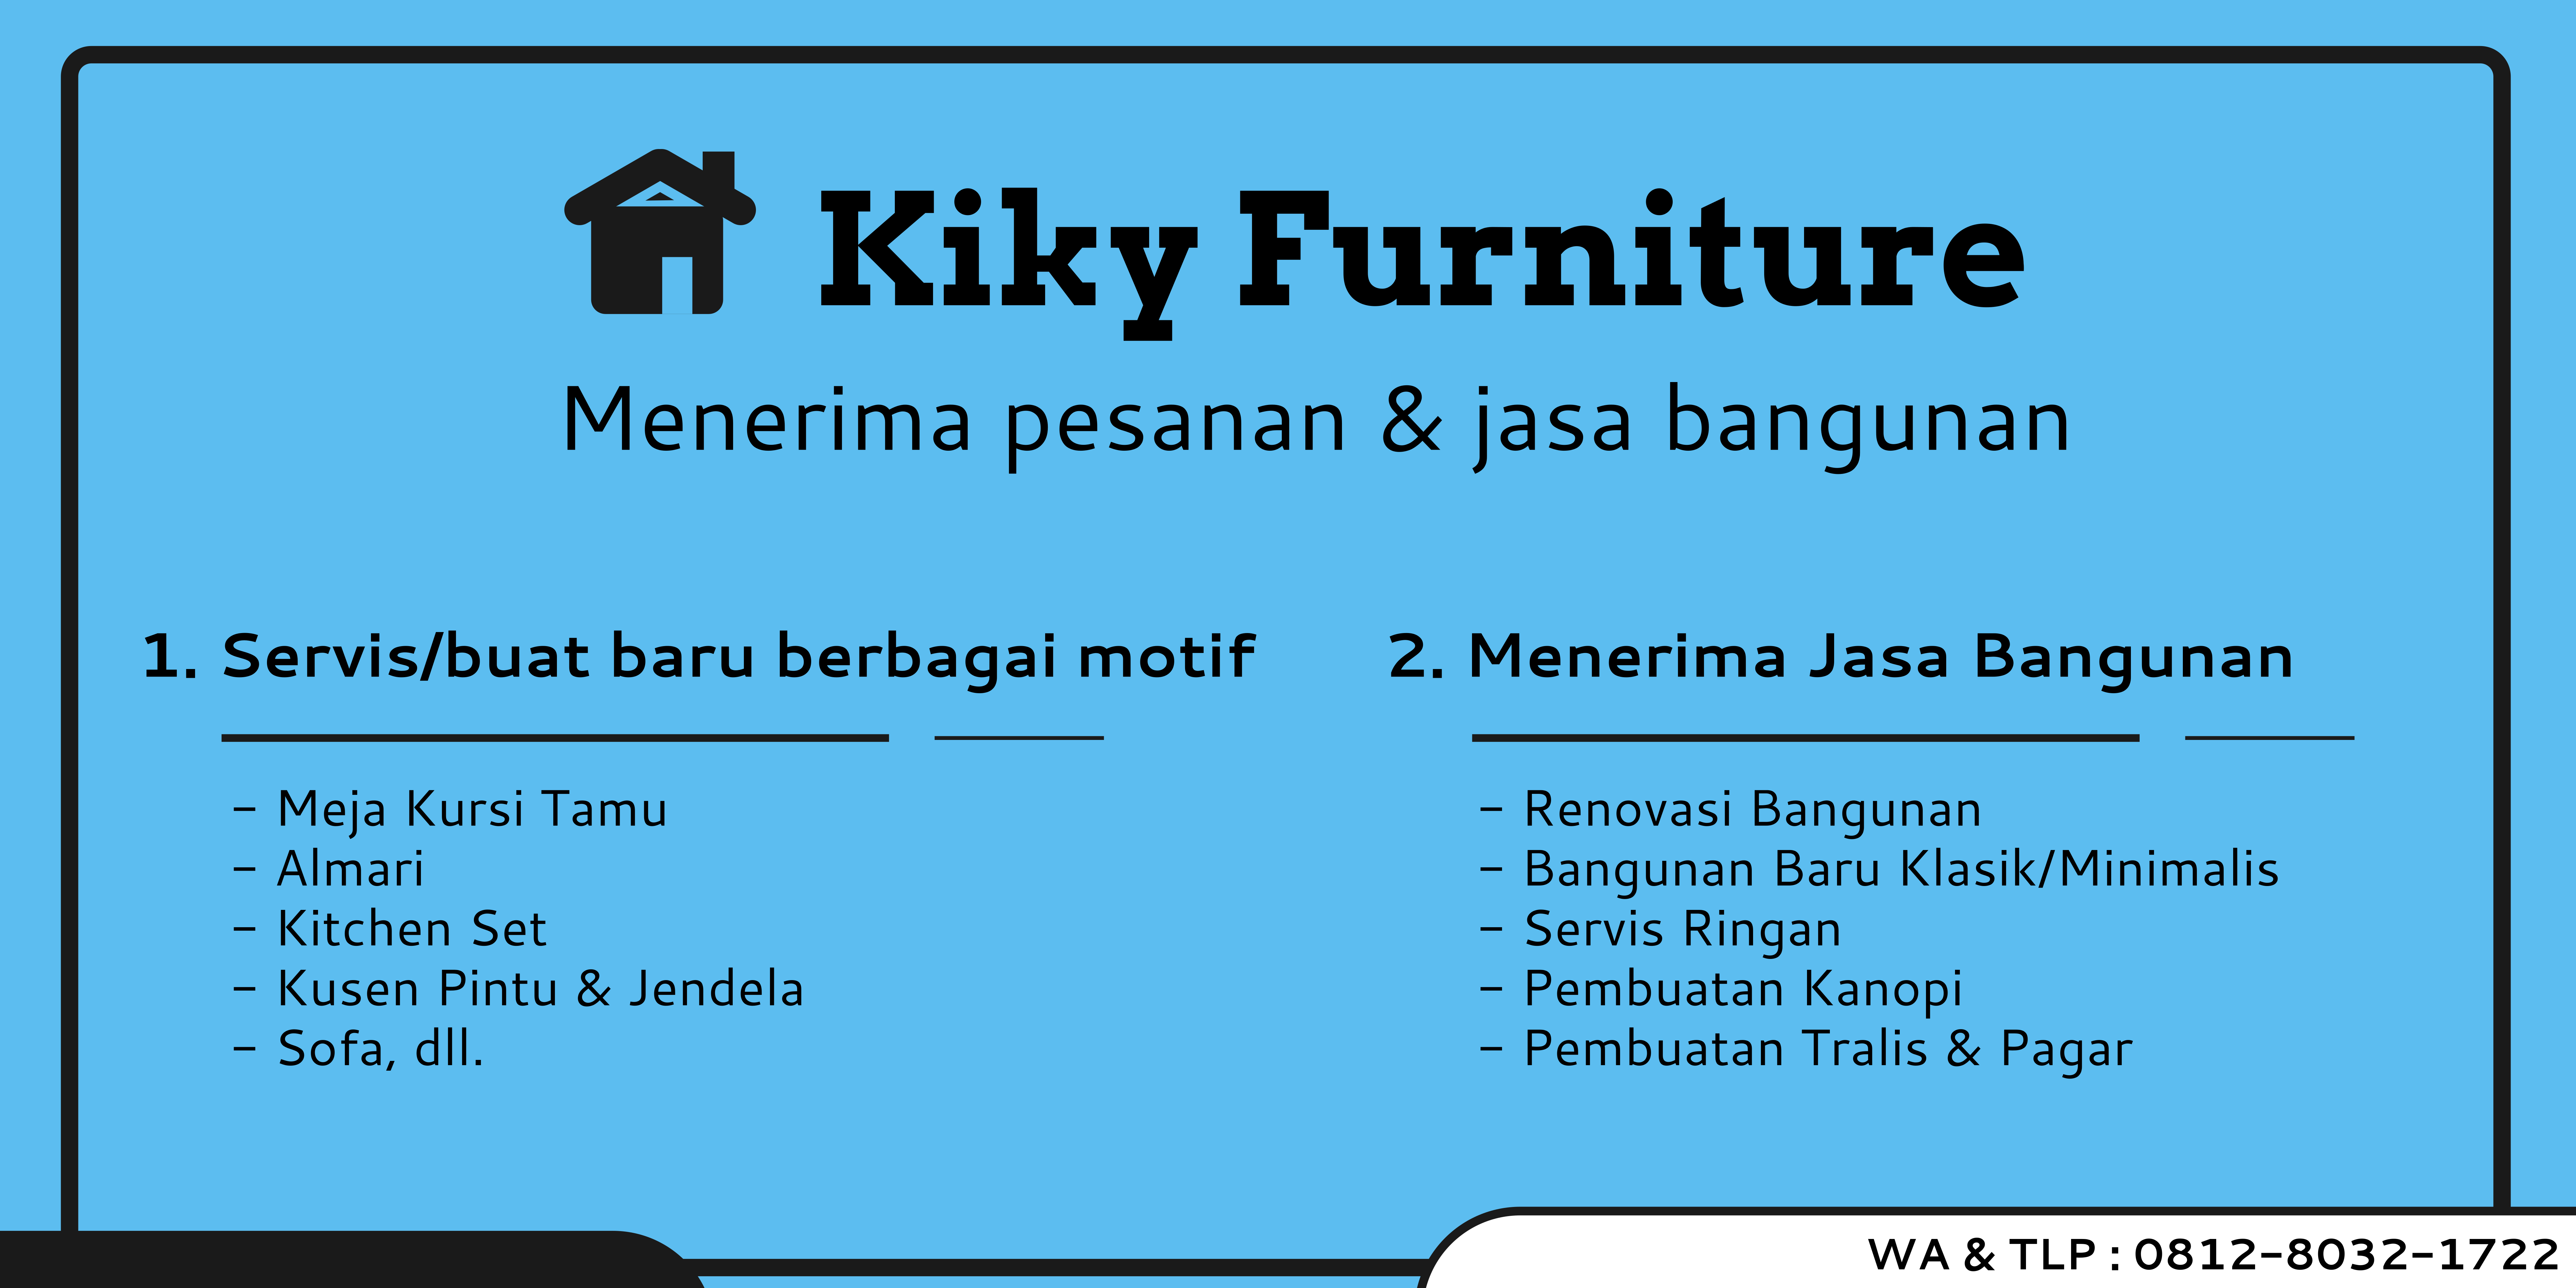 Kiky Furniture
Menerima pesanan & jasa bangunan
1. Servis/buat baru berbagai motif
- Meja Kursi Tamu
- Almari
- Kitchen Set
- Kusen Pintu & Jendela
- Sofa, dll.
2. Menerima Jasa Bangunan
- Renovasi Bangunan
- Bangunan Baru Klasik/Minimalis
- Servis Ringan
- Pembuatan Kanopi
- Pembuatan Tralis & Pagar
WA & TLP : 0812-8032-1722